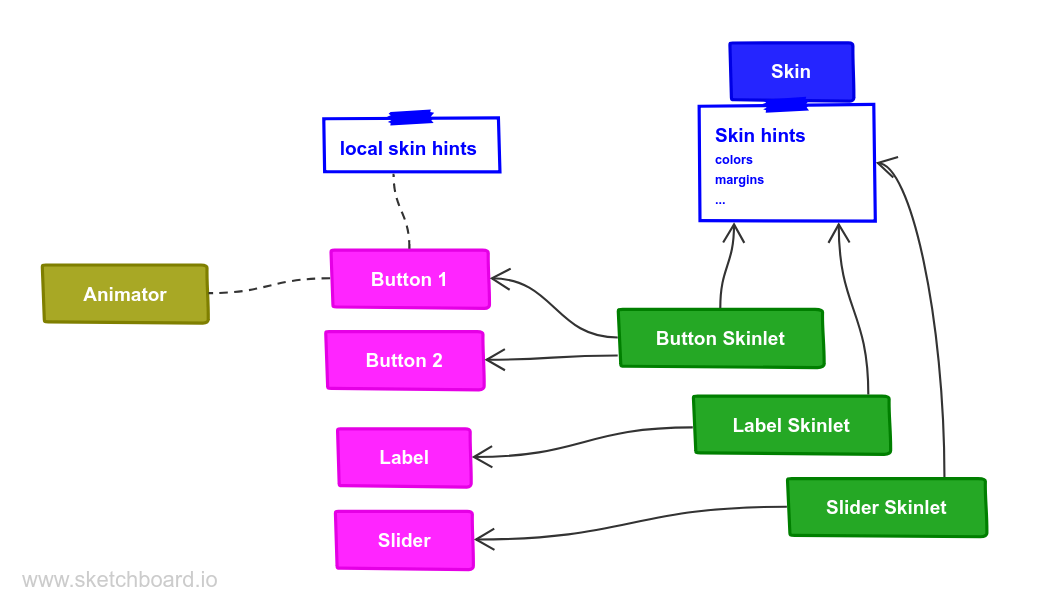 Skin
Skin hints
colors
margins
...
local skin hints
Animator
Button 1
Button 2
Button Skinlet
Label
Label Skinlet
Slider
Slider Skinlet
www.sketchboard.io